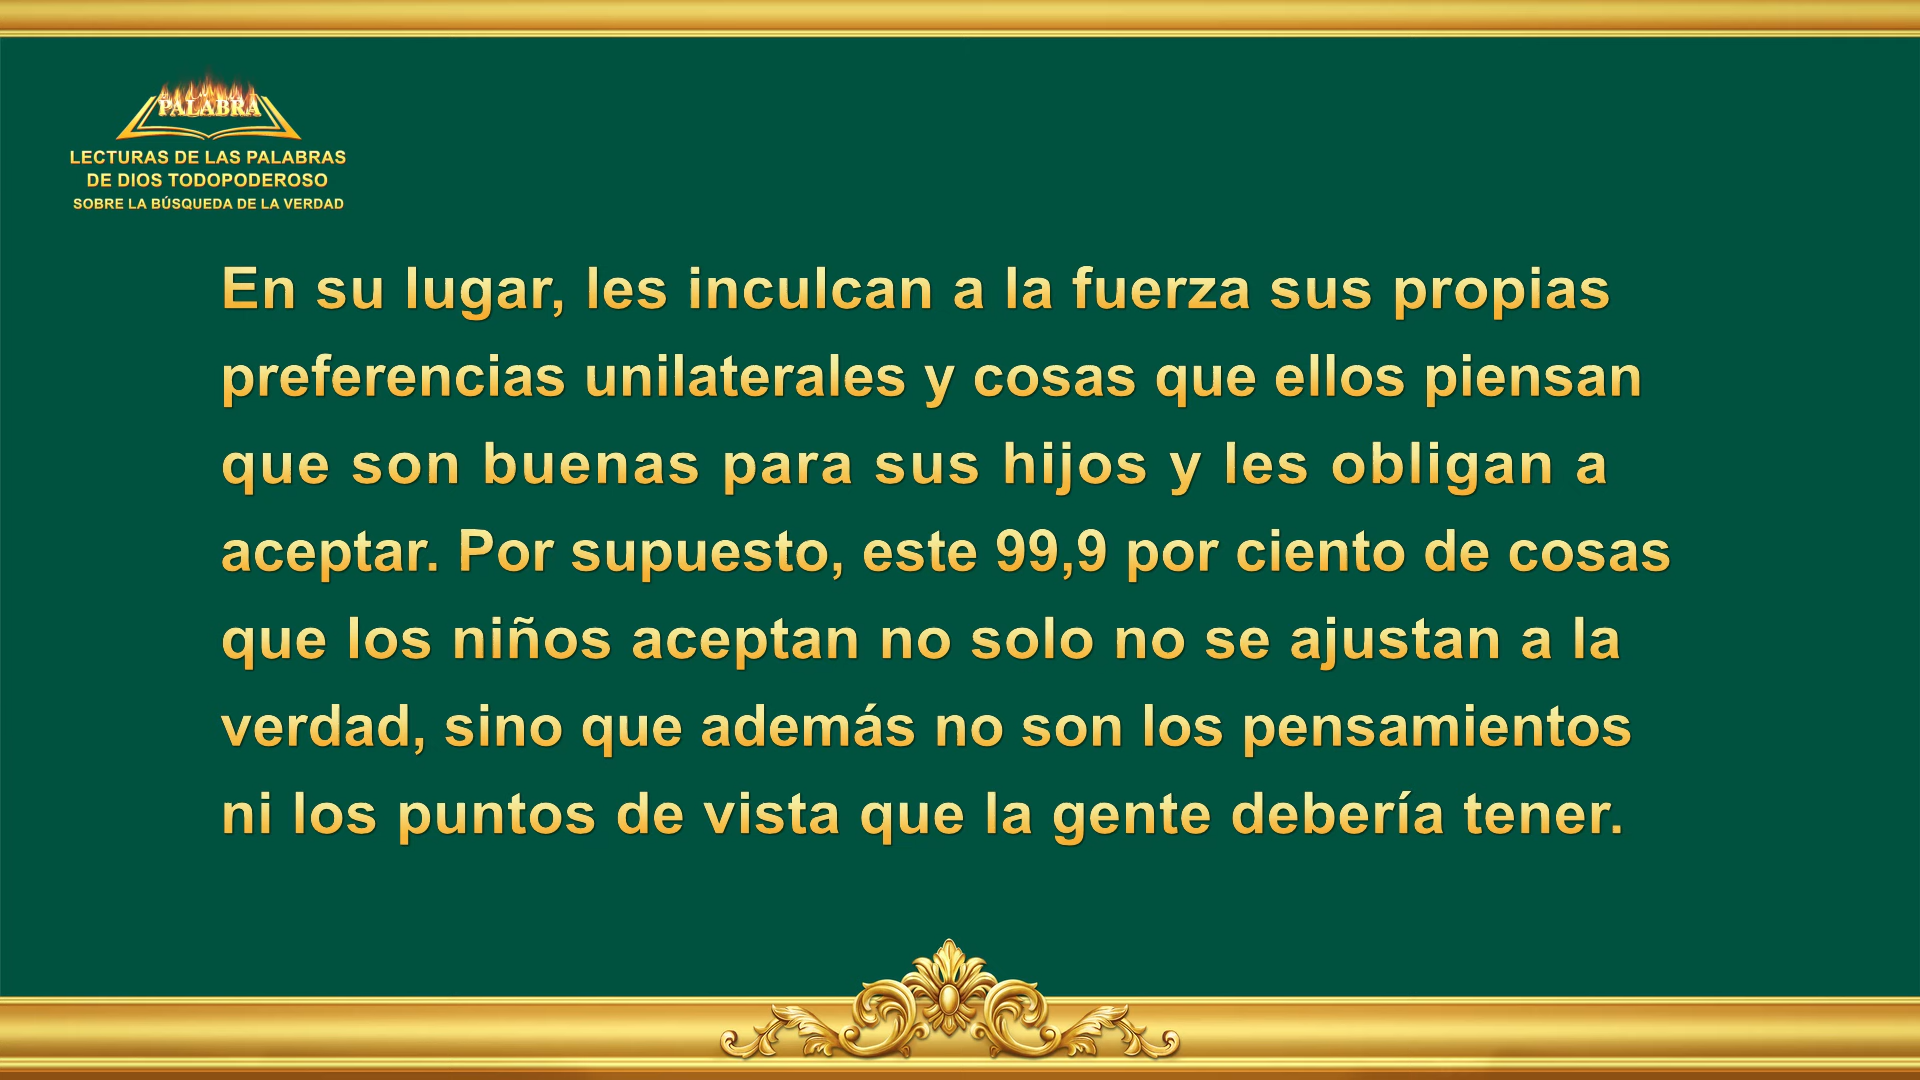 PALABRA
LECTURAS DE LAS PALABRAS
DE DIOS TODOPODEROSO
SOBRE LA BÚSQUEDA DE LA VERDAD
En su lugar, les inculcan a la fuerza sus propias
preferencias unilaterales y cosas que ellos piensan
que son buenas para sus hijos y les obligan a
aceptar. Por supuesto, este 99,9 por ciento de cosas
que los niños aceptan no solo no se ajustan a la
verdad, sino que además no son los pensamientos
ni los puntos de vista que la gente debería tener.